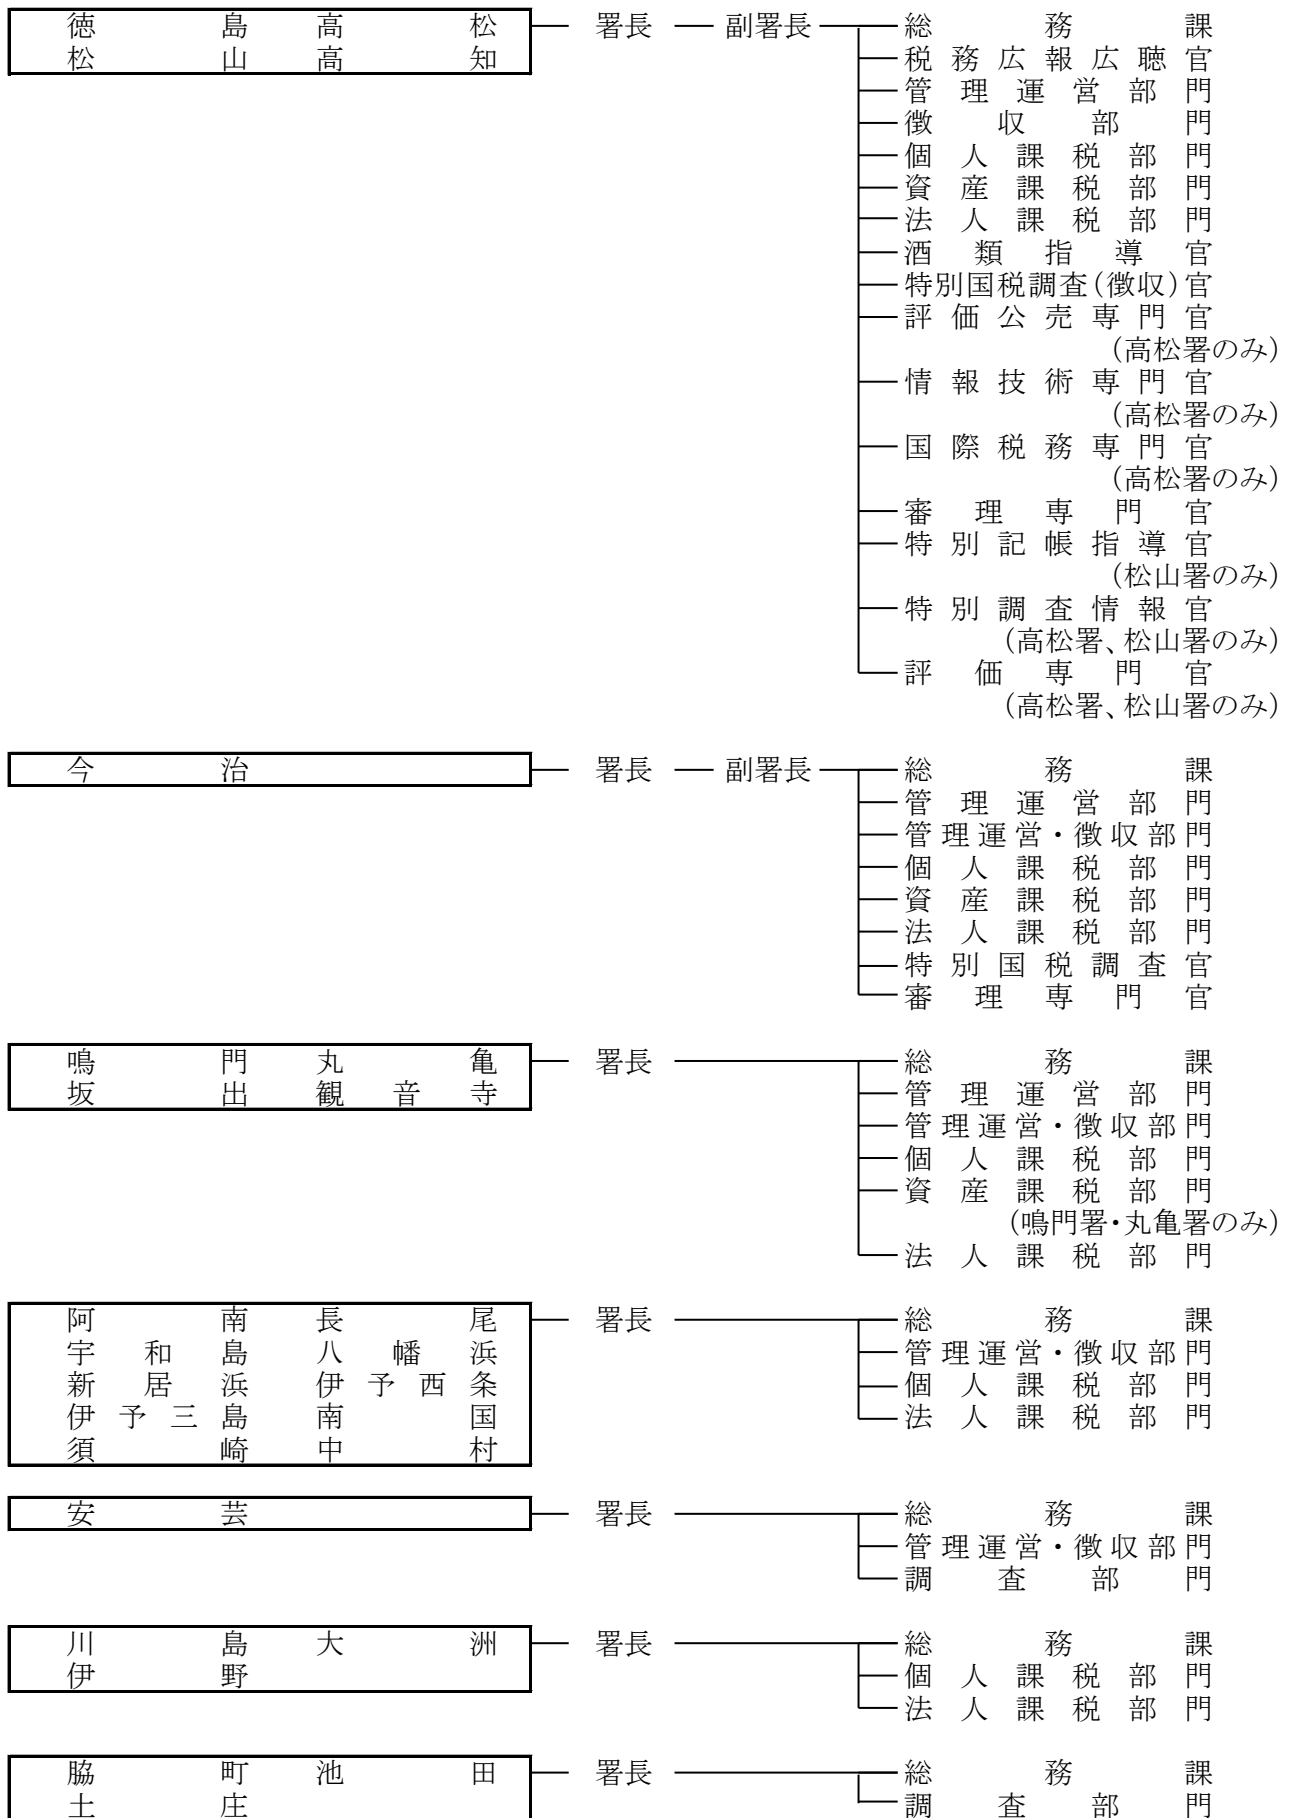 徳島 高松 署長 副署長 総務課
松山 高知 税務広報広聴官
管理運営部門
徴収部門
個人課税部門
資産課税部門
法人課税部門
酒類指導官
特別国税調査(徴収)官
評価公売専門官
(高松署のみ)
情報技術専門官
(高松署のみ)
国際税務専門官
(高松署のみ)
審理専門官
特別記帳指導官
(松山署のみ)
特別調査情報官
(高松署、松山署のみ)
評価専門官
(高松署、松山署のみ)
今治 署長 副署長 総務課
管理運営部門
管理運営・徴収部門
個人課税部門
資産課税部門
法人課税部門
特別国税調査官
審理専門官
鳴門 丸亀 署長 総務課
坂出 観音寺 管理運営部門
管理運営・徴収部門
個人課税部門
資産課税部門
(鳴門署・丸亀署のみ)
法人課税部門
阿南 長尾 署長 総務課
宇和島 八幡浜 管理運営・徴収部門
新居浜 伊予西条 個人課税部門
伊予三島 南国 法人課税部門
須崎 中村
安芸 署長 総務課
管理運営・徴収部門
調査部門
川島 大洲 署長 総務課
伊野 個人課税部門
法人課税部門
脇町 池田 署長 総務課
土庄 調査部門